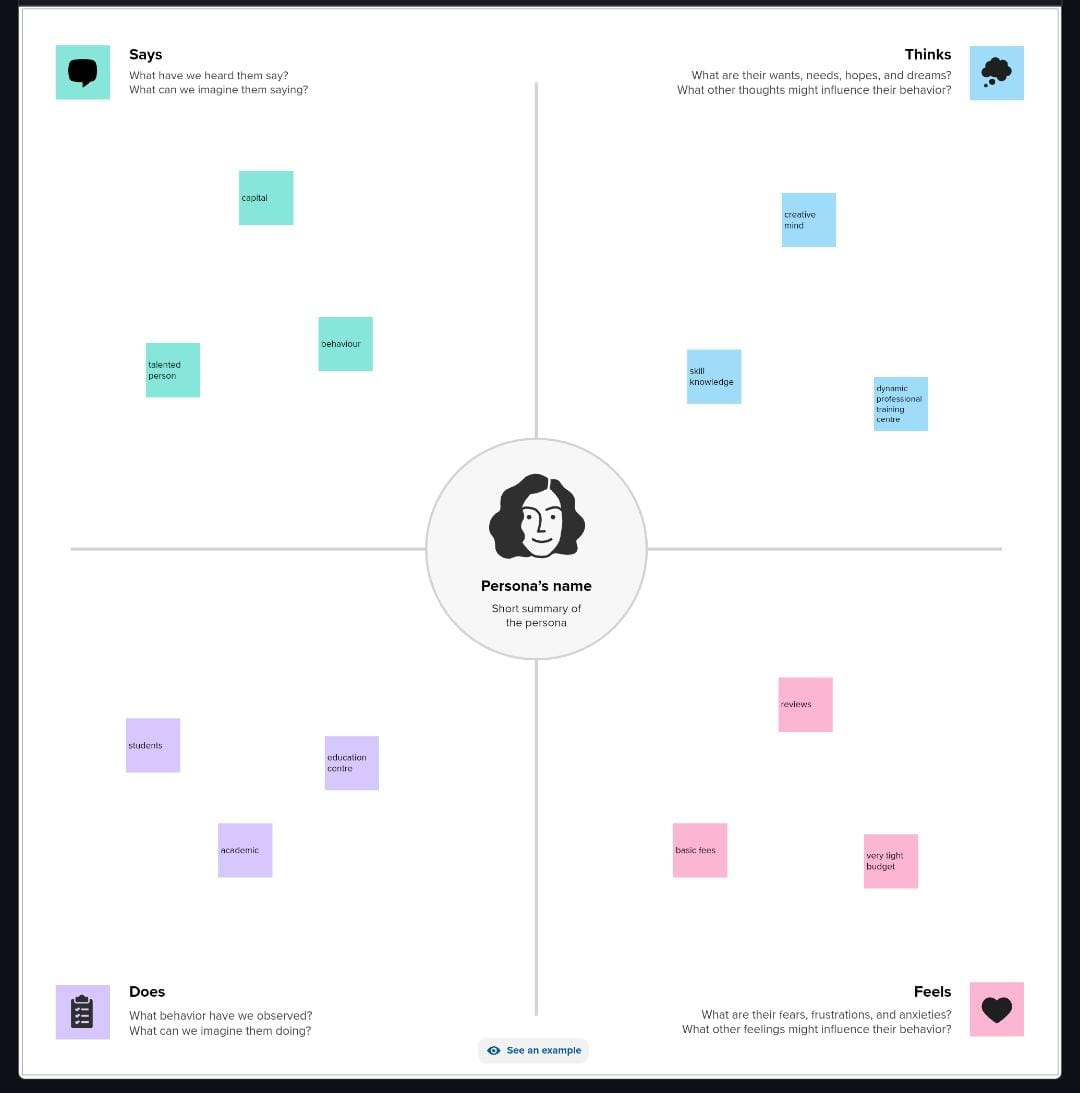 Says
What have we heard them say?
What can we imagine them saying?
Thinks
What are their wants, needs, hopes, and dreams?
What other thoughts might influence their behavior?
capital
behaviour
talented
person
creative
mind
skill
knowledge
dynamic
professional
training
centre
Persona's name
Short summary of
the persona
students
education
centre
academic
reviews
basic fees
very tight
budget
Does
What behavior have we observed?
What can we imagine them doing?
Feels
What are their fears, frustrations, and anxieties?
What other feelings might influence their behavior?
See an example